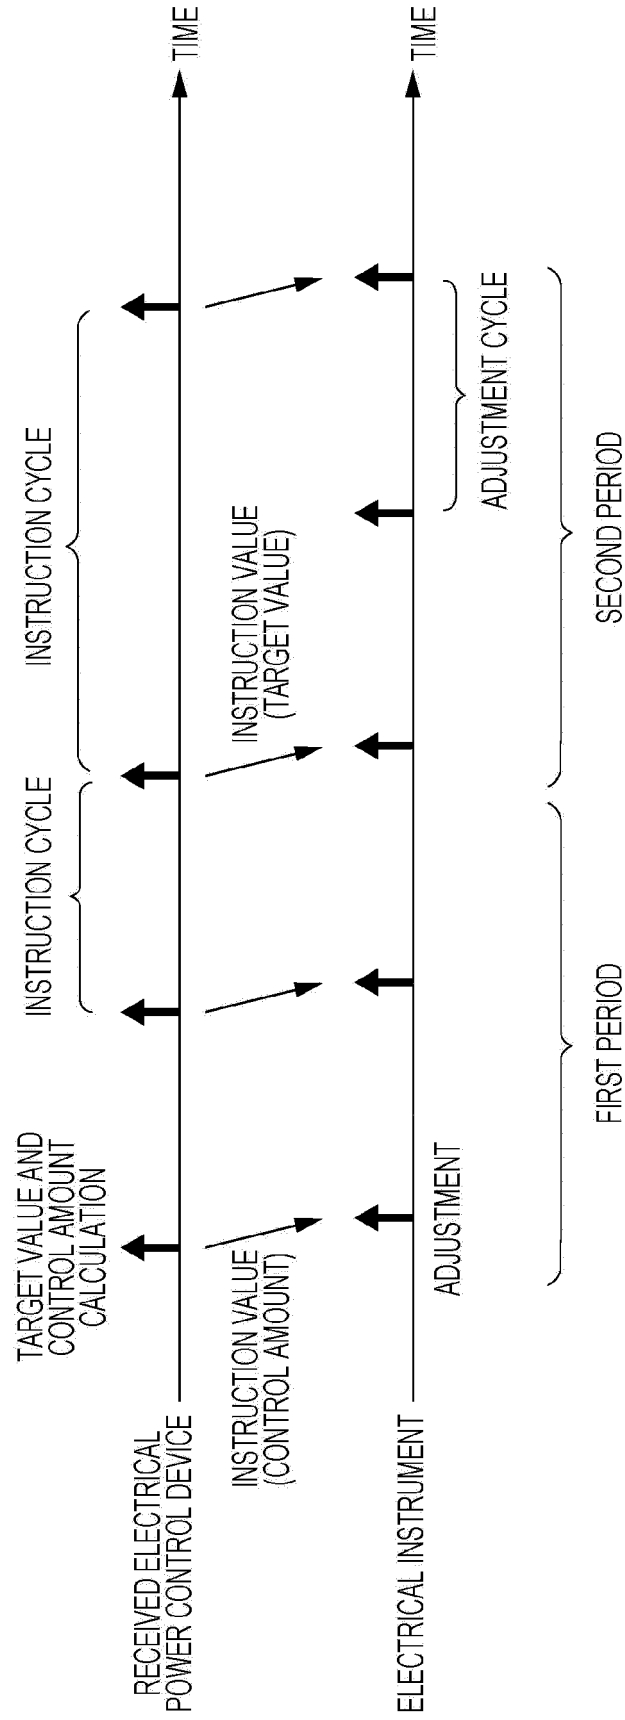 TARGET VALUE AND
CONTROL AMOUNT
CALCULATION
INSTRUCTION CYCLE
INSTRUCTION CYCLE
RECEIVED ELECTRICAL
POWER CONTROL DEVICE
TIME
INSTRUCTION VALUE
(CONTROL AMOUNT)
INSTRUCTION VALUE
(TARGET VALUE)
ELECTRICAL INSTRUMENT
TIME
ADJUSTMENT
ADJUSTMENT CYCLE
FIRST PERIOD
SECOND PERIOD